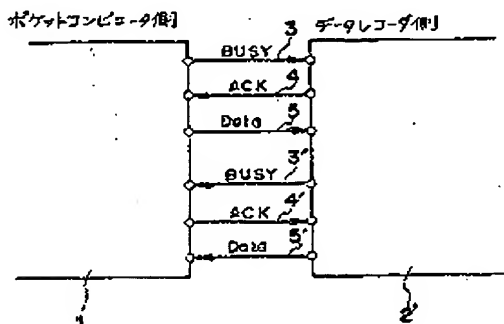 ポケットコンピュータ側
データレコーダ側
BUSY 3
ACK 4
Data 5
BUSY 3'
ACK 4'
Data 5'
1
2'